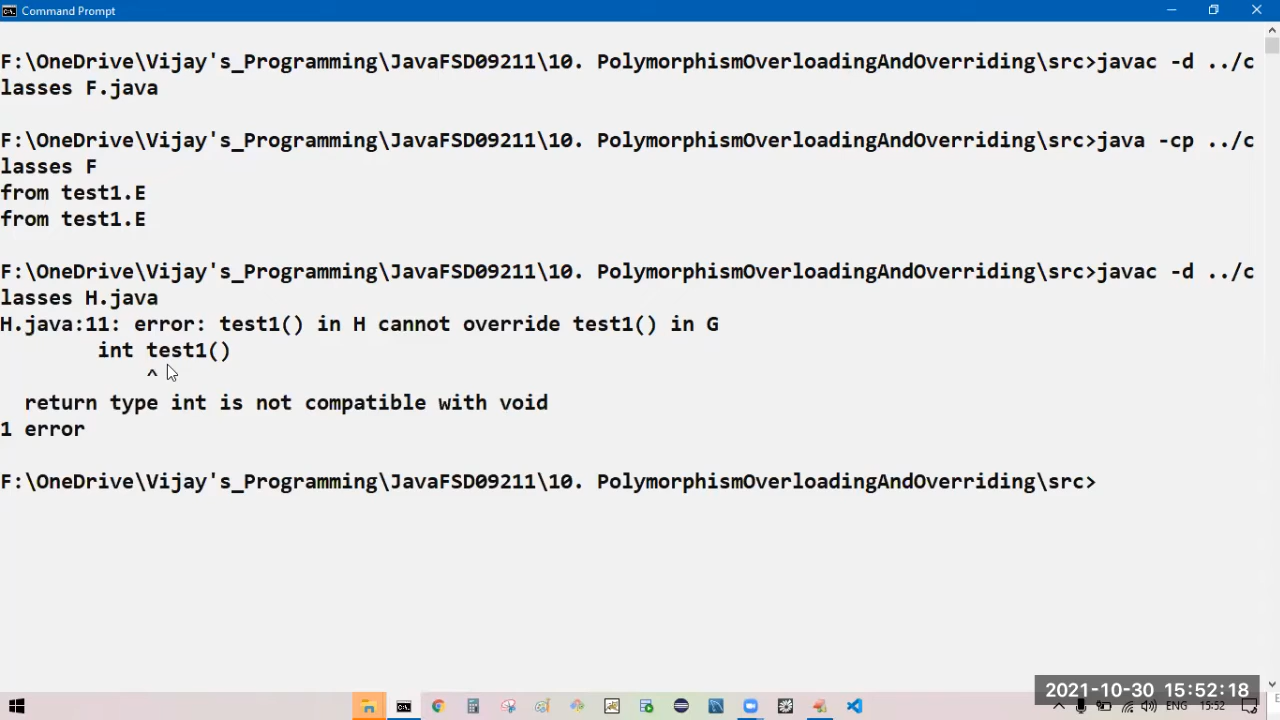 Command Prompt
F:\OneDrive\Vijay's_Programming\JavaFSD09211\10. PolymorphismOverloadingAndOverriding\src>javac -d ../c
lasses F.java
F:\OneDrive\Vijay's_Programming\JavaFSD09211\10. PolymorphismOverloadingAndOverriding\src>java -cp ../c
lasses F
from test1.E
from test1.E
F:\OneDrive\Vijay's_Programming\JavaFSD09211\10. PolymorphismOverloadingAndOverriding\src>javac -d ../c
lasses H.java
H.java:11: error: test1() in H cannot override test1() in G
int test1()
^
return type int is not compatible with void
1 error
F:\OneDrive\Vijay's_Programming\JavaFSD09211\10. PolymorphismOverloadingAndOverriding\src>
2021-10-30 15:52:18
ENG 15:52